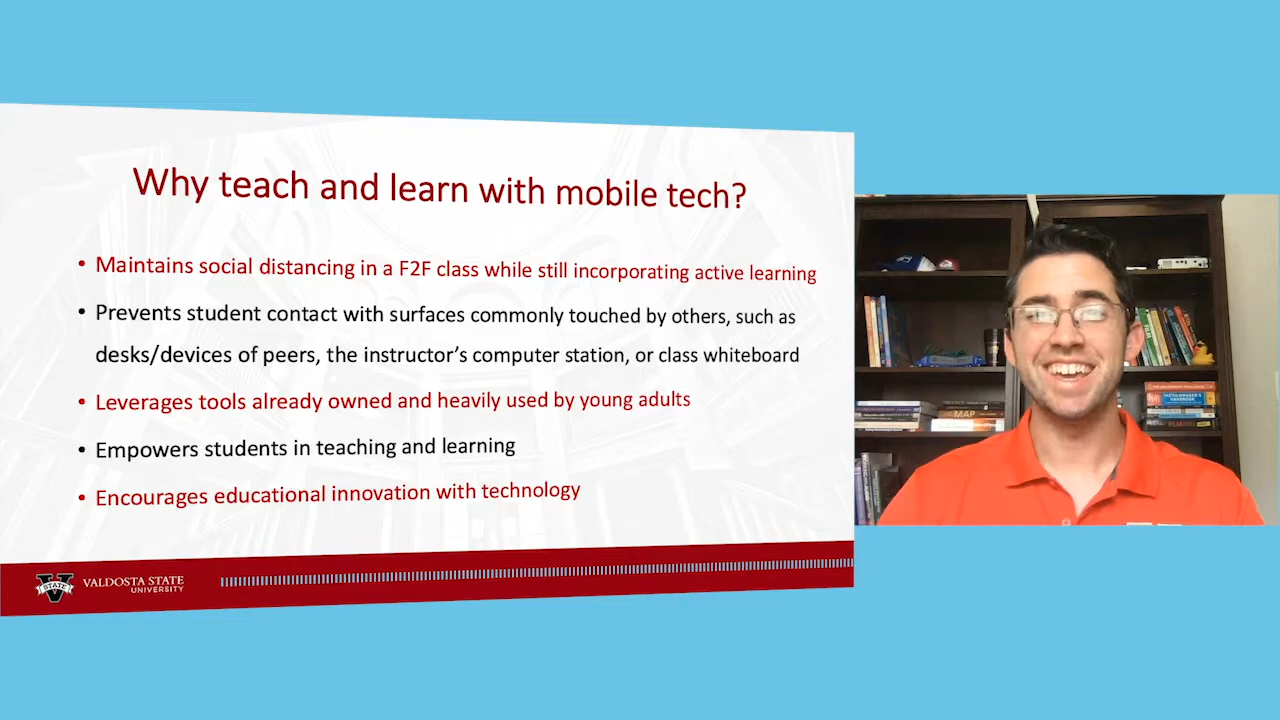 Why teach and learn with mobile tech?
• Maintains social distancing in a F2F class while still incorporating active learning
• Prevents student contact with surfaces commonly touched by others, such as
desks/devices of peers, the instructor's computer station, or class whiteboard
• Leverages tools already owned and heavily used by young adults
• Empowers students in teaching and learning
• Encourages educational innovation with technology
V
STATE
VALDOSTA STATE
UNIVERSITY
MAP